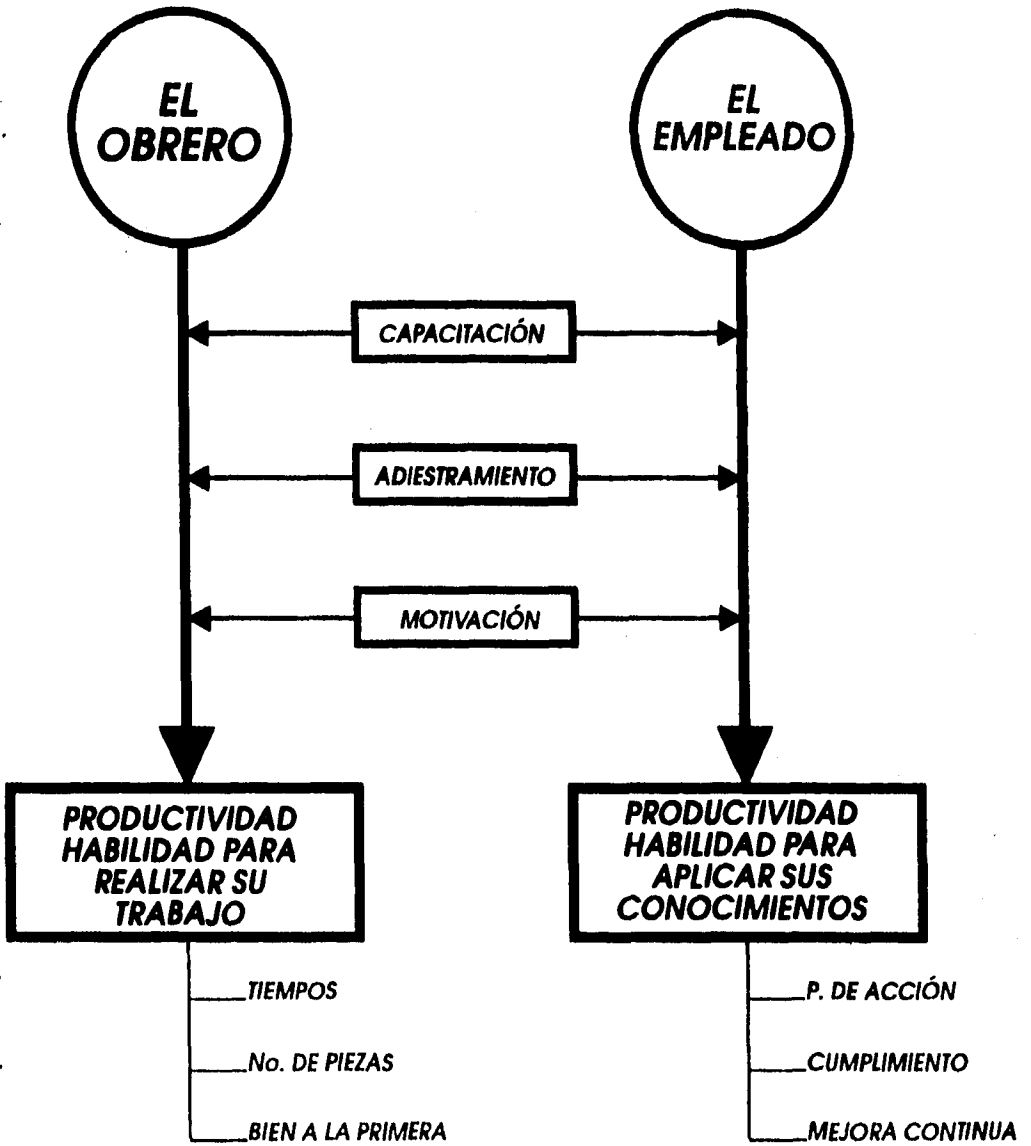 EL
OBRERO
EL
EMPLEADO
CAPACITACIÓN
ADIESTRAMIENTO
MOTIVACIÓN
PRODUCTIVIDAD
HABILIDAD PARA
REALIZAR SU
TRABAJO
PRODUCTIVIDAD
HABILIDAD PARA
APLICAR SUS
CONOCIMIENTOS
TIEMPOS
No. DE PIEZAS
BIEN A LA PRIMERA
P. DE ACCIÓN
CUMPLIMIENTO
MEJORA CONTINUA